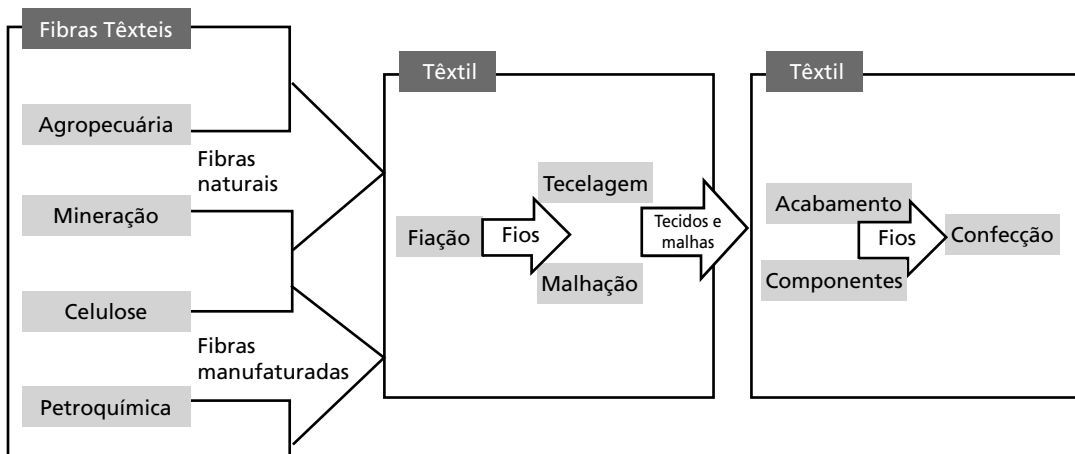 Fibras Têxteis
Agropecuária
Fibras
naturais
Mineração
Celulose
Fibras
manufaturadas
Petroquímica
Têxtil
Fiação
Fios
Tecelagem
Malhação
Tecidos e
malhas
Têxtil
Acabamento
Componentes
Fios
Confecção